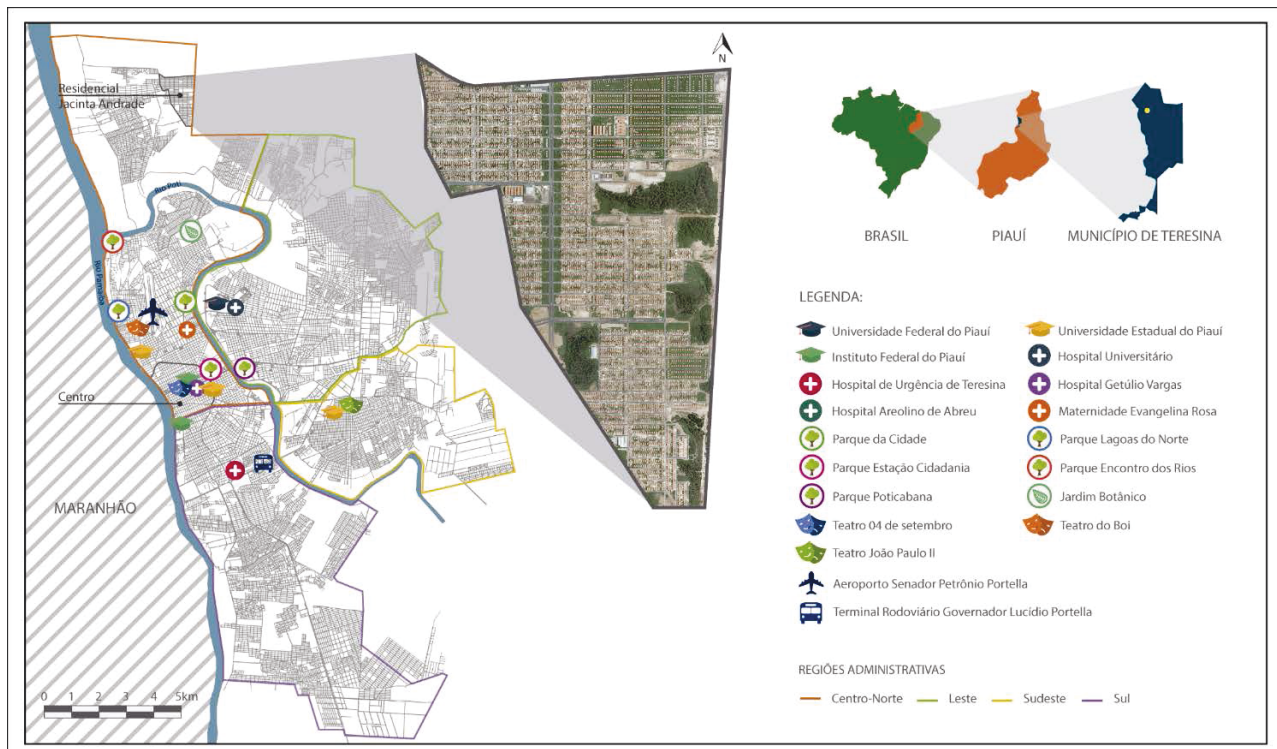 Residencial
Jacinta Andrade
Rio Poti
Rio Parnaíba
Centro
MARANHÃO
0 1 2 3 4 5km
N
BRASIL
PIAUÍ
MUNICÍPIO DE TERESINA
LEGENDA:
Universidade Federal do Piauí
Universidade Estadual do Piauí
Instituto Federal do Piauí
Hospital Universitário
Hospital de Urgência de Teresina
Hospital Getúlio Vargas
Hospital Areolino de Abreu
Maternidade Evangelina Rosa
Parque da Cidade
Parque Lagoas do Norte
Parque Estação Cidadania
Parque Encontro dos Rios
Parque Poticabana
Jardim Botânico
Teatro 04 de setembro
Teatro do Boi
Teatro João Paulo II
Aeroporto Senador Petrônio Portella
Terminal Rodoviário Governador Lucídio Portella
REGIÕES ADMINISTRATIVAS
Centro-Norte
Leste
Sudeste
Sul